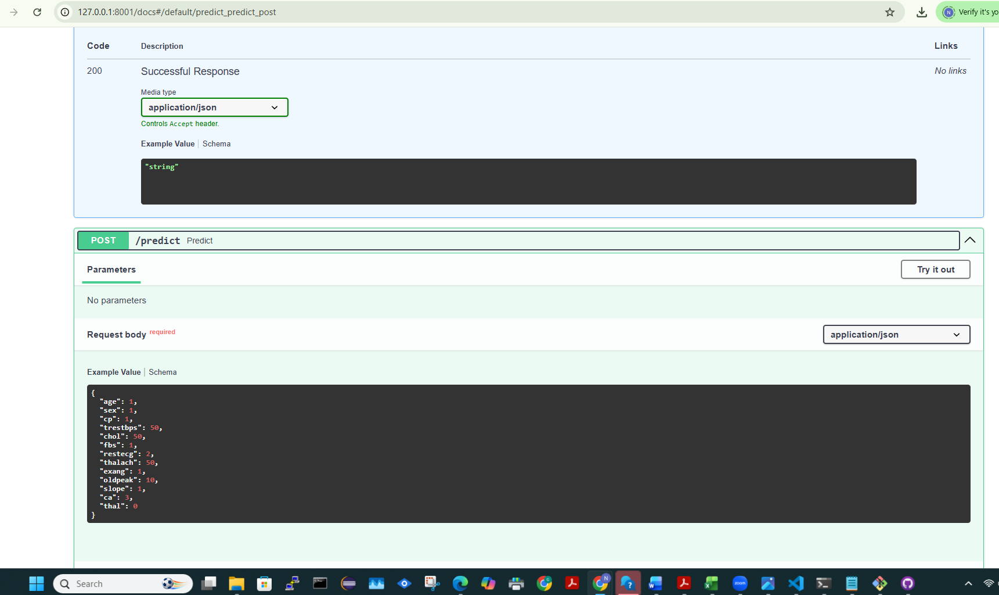 127.0.0.1:8001/docs#/default/predict_predict_post
N
Verify it's yo
Code Description Links
200 Successful Response No links
Media type
application/json
Controls Accept header.
Example Value Schema
"string"
POST /predict Predict
Parameters Try it out
No parameters
Request body required application/json
Example Value Schema
{
"age": 1,
"sex": 1,
"cp": 1,
"trestbps": 50,
"chol": 50,
"fbs": 1,
"restecg": 2,
"thalach": 50,
"exang": 1,
"oldpeak": 10,
"slope": 1,
"ca": 3,
"thal": 0
}
Search
N
zoom